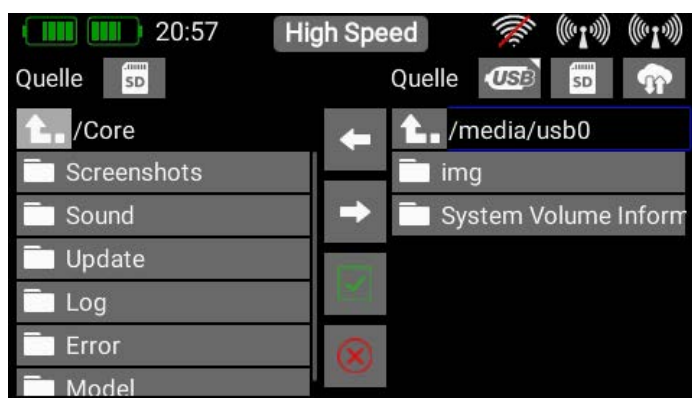 20:57 High Speed
Quelle SD
Quelle USB SD
/Core
Screenshots
Sound
Update
Log
Error
Model
/media/usb0
img
System Volume Inform